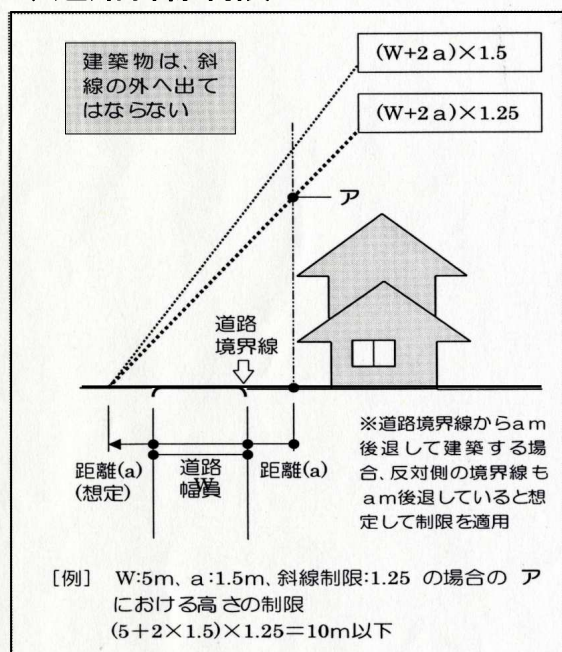 建築物は、斜
線の外へ出て
はならない
(W+2a)×1.5
(W+2a)×1.25
ア
道路
境界線
距離(a)
(想定)
道路
幅員
W
距離(a)
※道路境界線からam
後退して建築する場
合、反対側の境界線も
am後退していると想
定して制限を適用
[例] W:5m、a:1.5m、斜線制限:1.25 の場合の ア
における高さの制限
(5+2×1.5)×1.25=10m以下